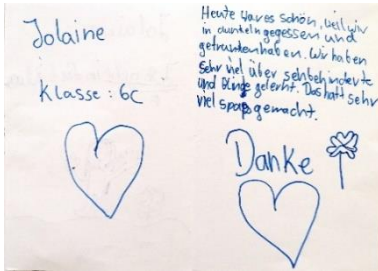 Jolaine
Klasse: 6c
Heute war es schön, weil wir
in dunkeln gegessen und
getrunken haben. Wir haben
sehr viel über sehbehinderte
und Blinde gelernt. Das hatt sehr
viel spaß gemacht.
Danke